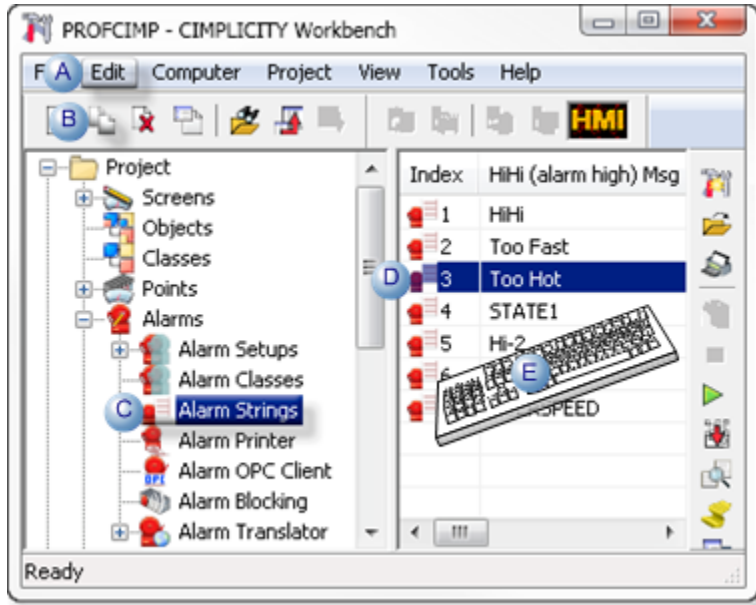 PROFCIMP - CIMPLICITY Workbench
F A Edit Computer Project View Tools Help
B HMI
Project
Screens
Objects
Classes
Points
Alarms
Alarm Setups
Alarm Classes
C Alarm Strings
Alarm Printer
OPC Alarm OPC Client
Alarm Blocking
Alarm Translator
Index HiHi (alarm high) Msg
1 HiHi
2 Too Fast
D 3 Too Hot
4 STATE1
5 Hi-2
E
Ready